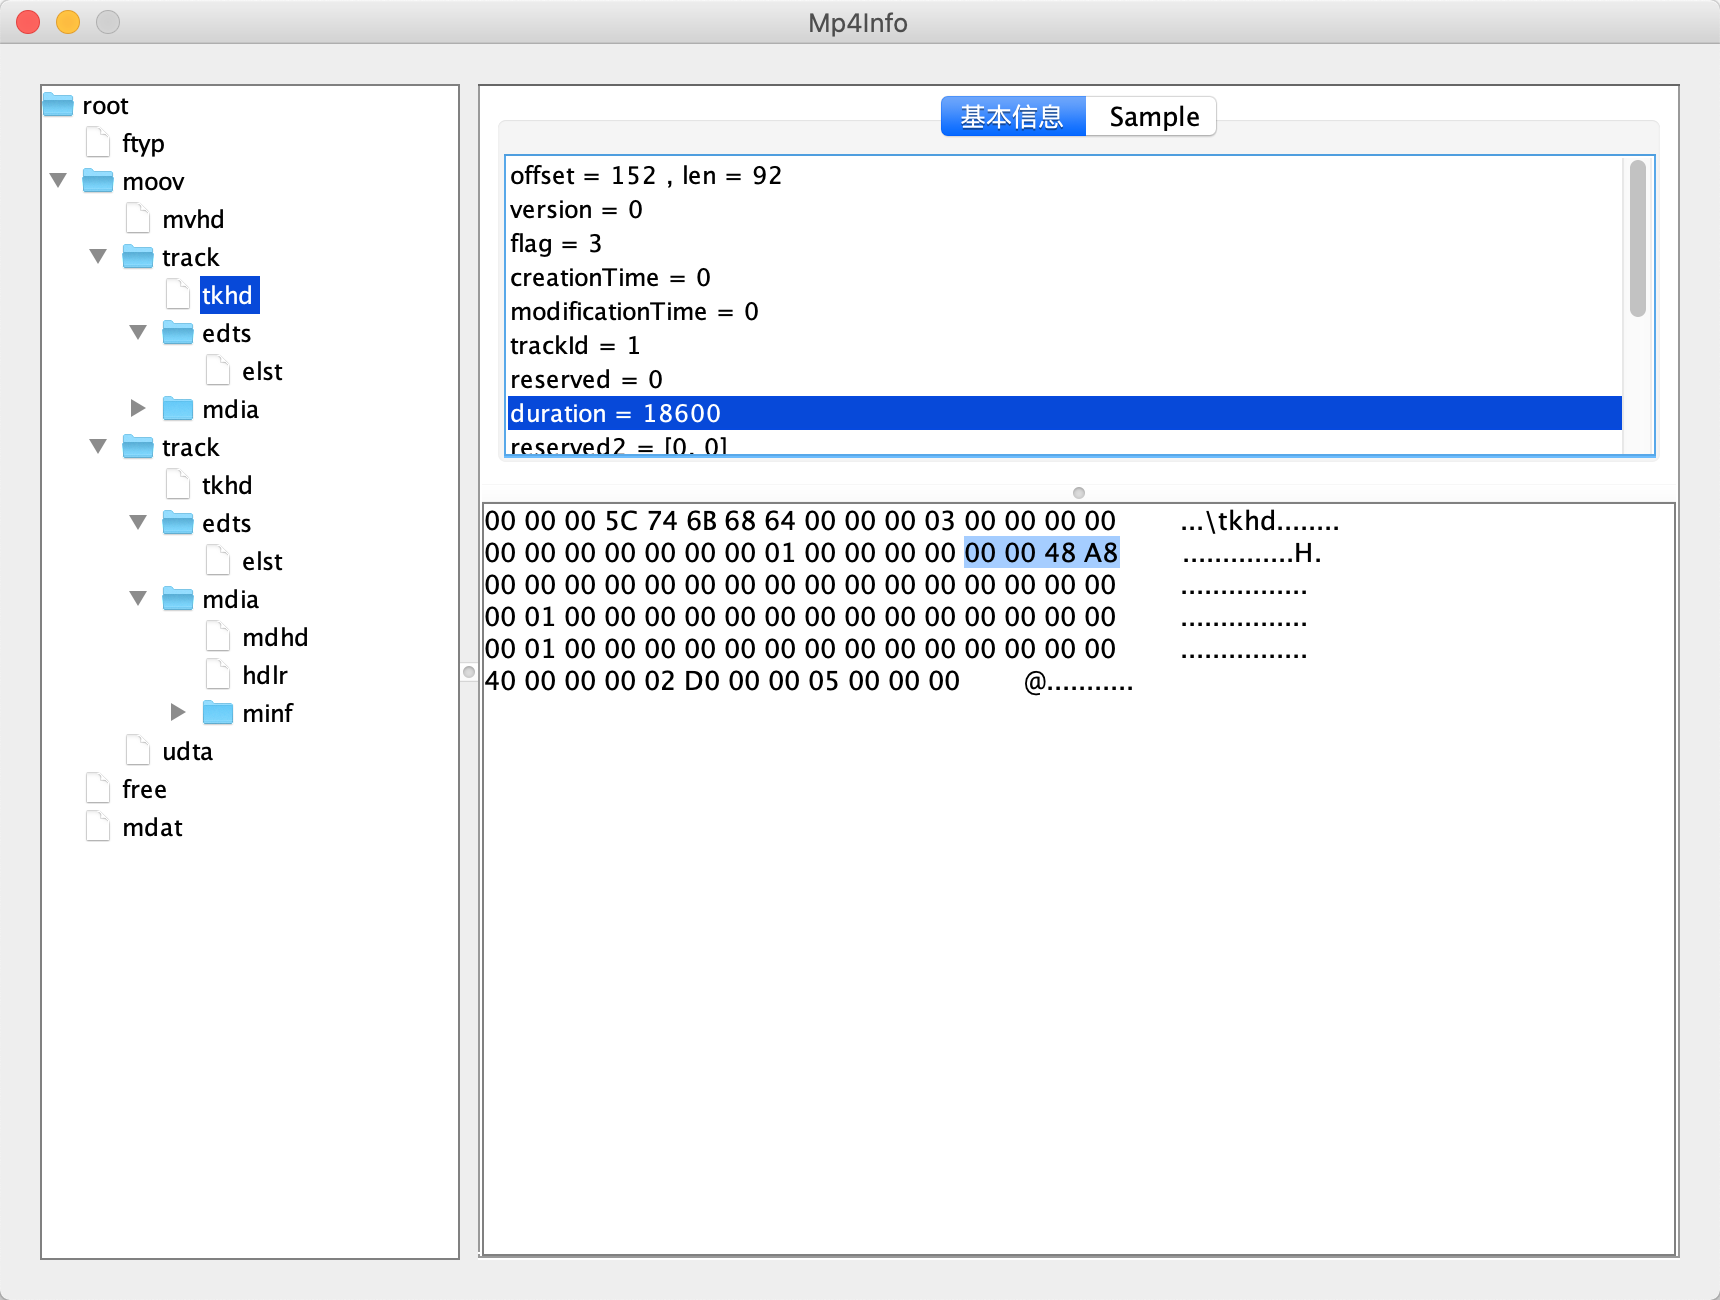 Mp4Info
root
ftyp
moov
mvhd
track
tkhd
edts
elst
mdia
track
tkhd
edts
elst
mdia
mdhd
hdlr
minf
udta
free
mdat
基本信息 Sample
offset = 152 , len = 92
version = 0
flag = 3
creationTime = 0
modificationTime = 0
trackId = 1
reserved = 0
duration = 18600
reserved2 = [0, 0]
00 00 00 5C 74 6B 68 64 00 00 00 03 00 00 00 00 ...\tkhd........
00 00 00 00 00 00 00 01 00 00 00 00 00 00 48 A8 ..............H.
00 00 00 00 00 00 00 00 00 00 00 00 00 00 00 00 ................
00 01 00 00 00 00 00 00 00 00 00 00 00 00 00 00 ................
00 01 00 00 00 00 00 00 00 00 00 00 00 00 00 00 ................
40 00 00 00 02 D0 00 00 05 00 00 00 @...........